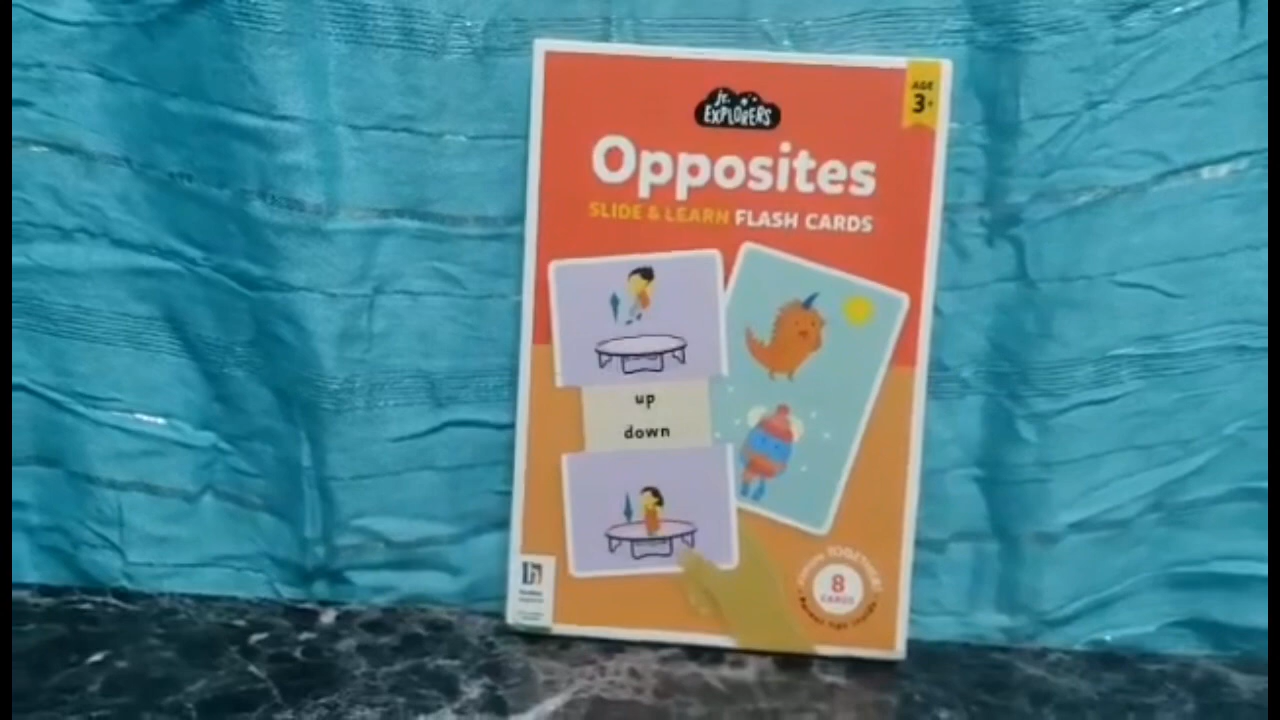 AGE
3+
jr.
EXPLORERS
Opposites
SLIDE & LEARN FLASH CARDS
up
down
8
CARDS